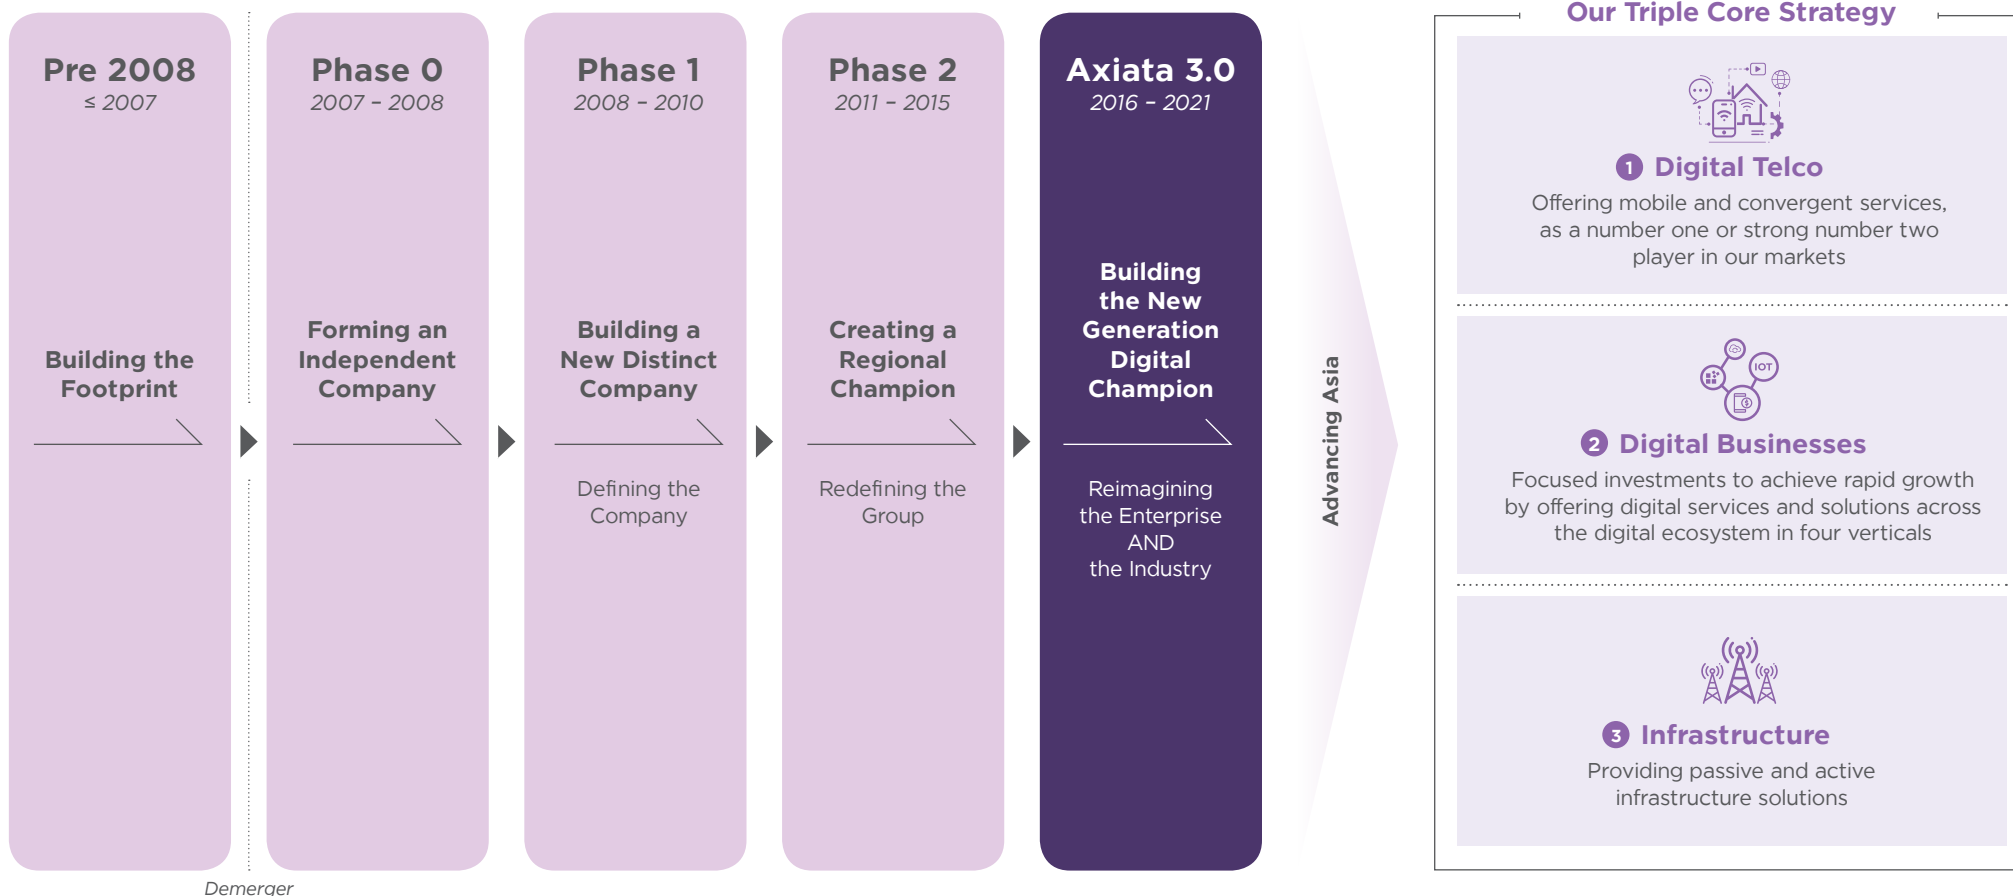 Pre 2008
≤ 2007
Building the
Footprint
Demerger
Phase 0
2007 – 2008
Forming an
Independent
Company
Phase 1
2008 – 2010
Building a
New Distinct
Company
Defining the
Company
Phase 2
2011 – 2015
Creating a
Regional
Champion
Redefining the
Group
Axiata 3.0
2016 – 2021
Building
the New
Generation
Digital
Champion
Reimagining
the Enterprise
AND
the Industry
Advancing Asia
Our Triple Core Strategy
1 Digital Telco
Offering mobile and convergent services,
as a number one or strong number two
player in our markets
IOT
$
2 Digital Businesses
Focused investments to achieve rapid growth
by offering digital services and solutions across
the digital ecosystem in four verticals
3 Infrastructure
Providing passive and active
infrastructure solutions